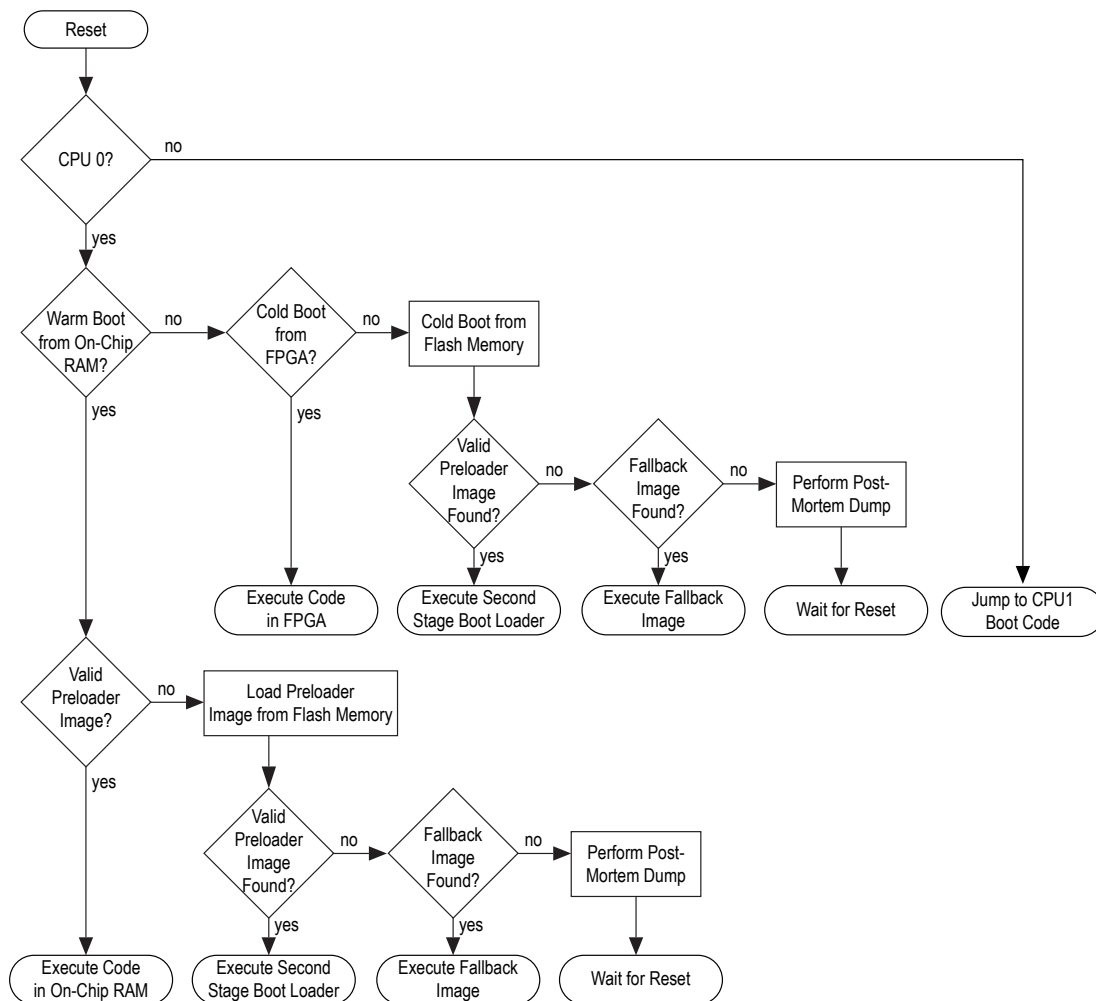 Reset
CPU 0?
no
yes
Warm Boot
from On-Chip
RAM?
no
yes
Cold Boot
from
FPGA?
no
yes
Cold Boot from
Flash Memory
Valid
Preloader
Image
Found?
no
yes
Fallback
Image
Found?
no
yes
Perform Post-
Mortem Dump
Execute Code
in FPGA
Execute Second
Stage Boot Loader
Execute Fallback
Image
Wait for Reset
Jump to CPU1
Boot Code
Valid
Preloader
Image?
no
yes
Load Preloader
Image from Flash Memory
Valid
Preloader
Image
Found?
no
yes
Fallback
Image
Found?
no
yes
Perform Post-
Mortem Dump
Execute Code
in On-Chip RAM
Execute Second
Stage Boot Loader
Execute Fallback
Image
Wait for Reset